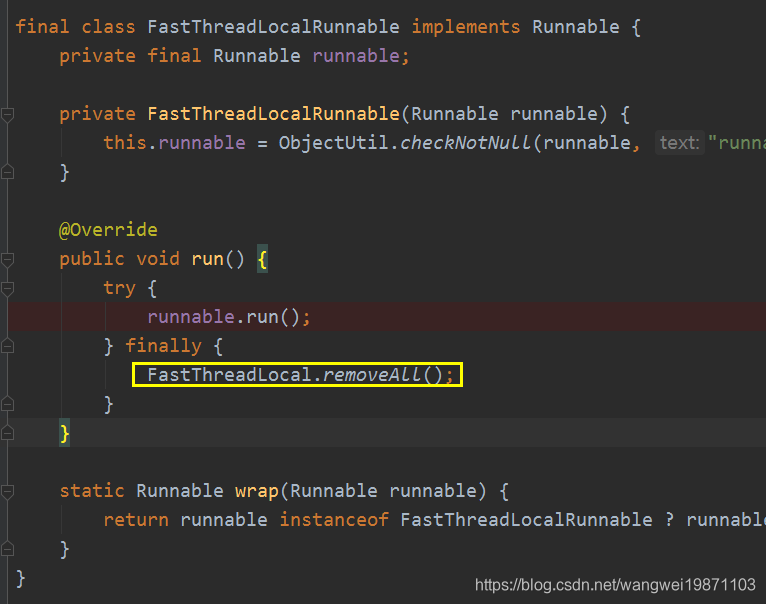 final class FastThreadLocalRunnable implements Runnable {
private final Runnable runnable;
private FastThreadLocalRunnable(Runnable runnable) {
this.runnable = ObjectUtil.checkNotNull(runnable, text: "runna
}
@Override
public void run() {
try {
runnable.run();
} finally {
FastThreadLocal.removeAll();
}
}
static Runnable wrap(Runnable runnable) {
return runnable instanceof FastThreadLocalRunnable ? runnable
}
}
https://blog.csdn.net/wangwei19871103